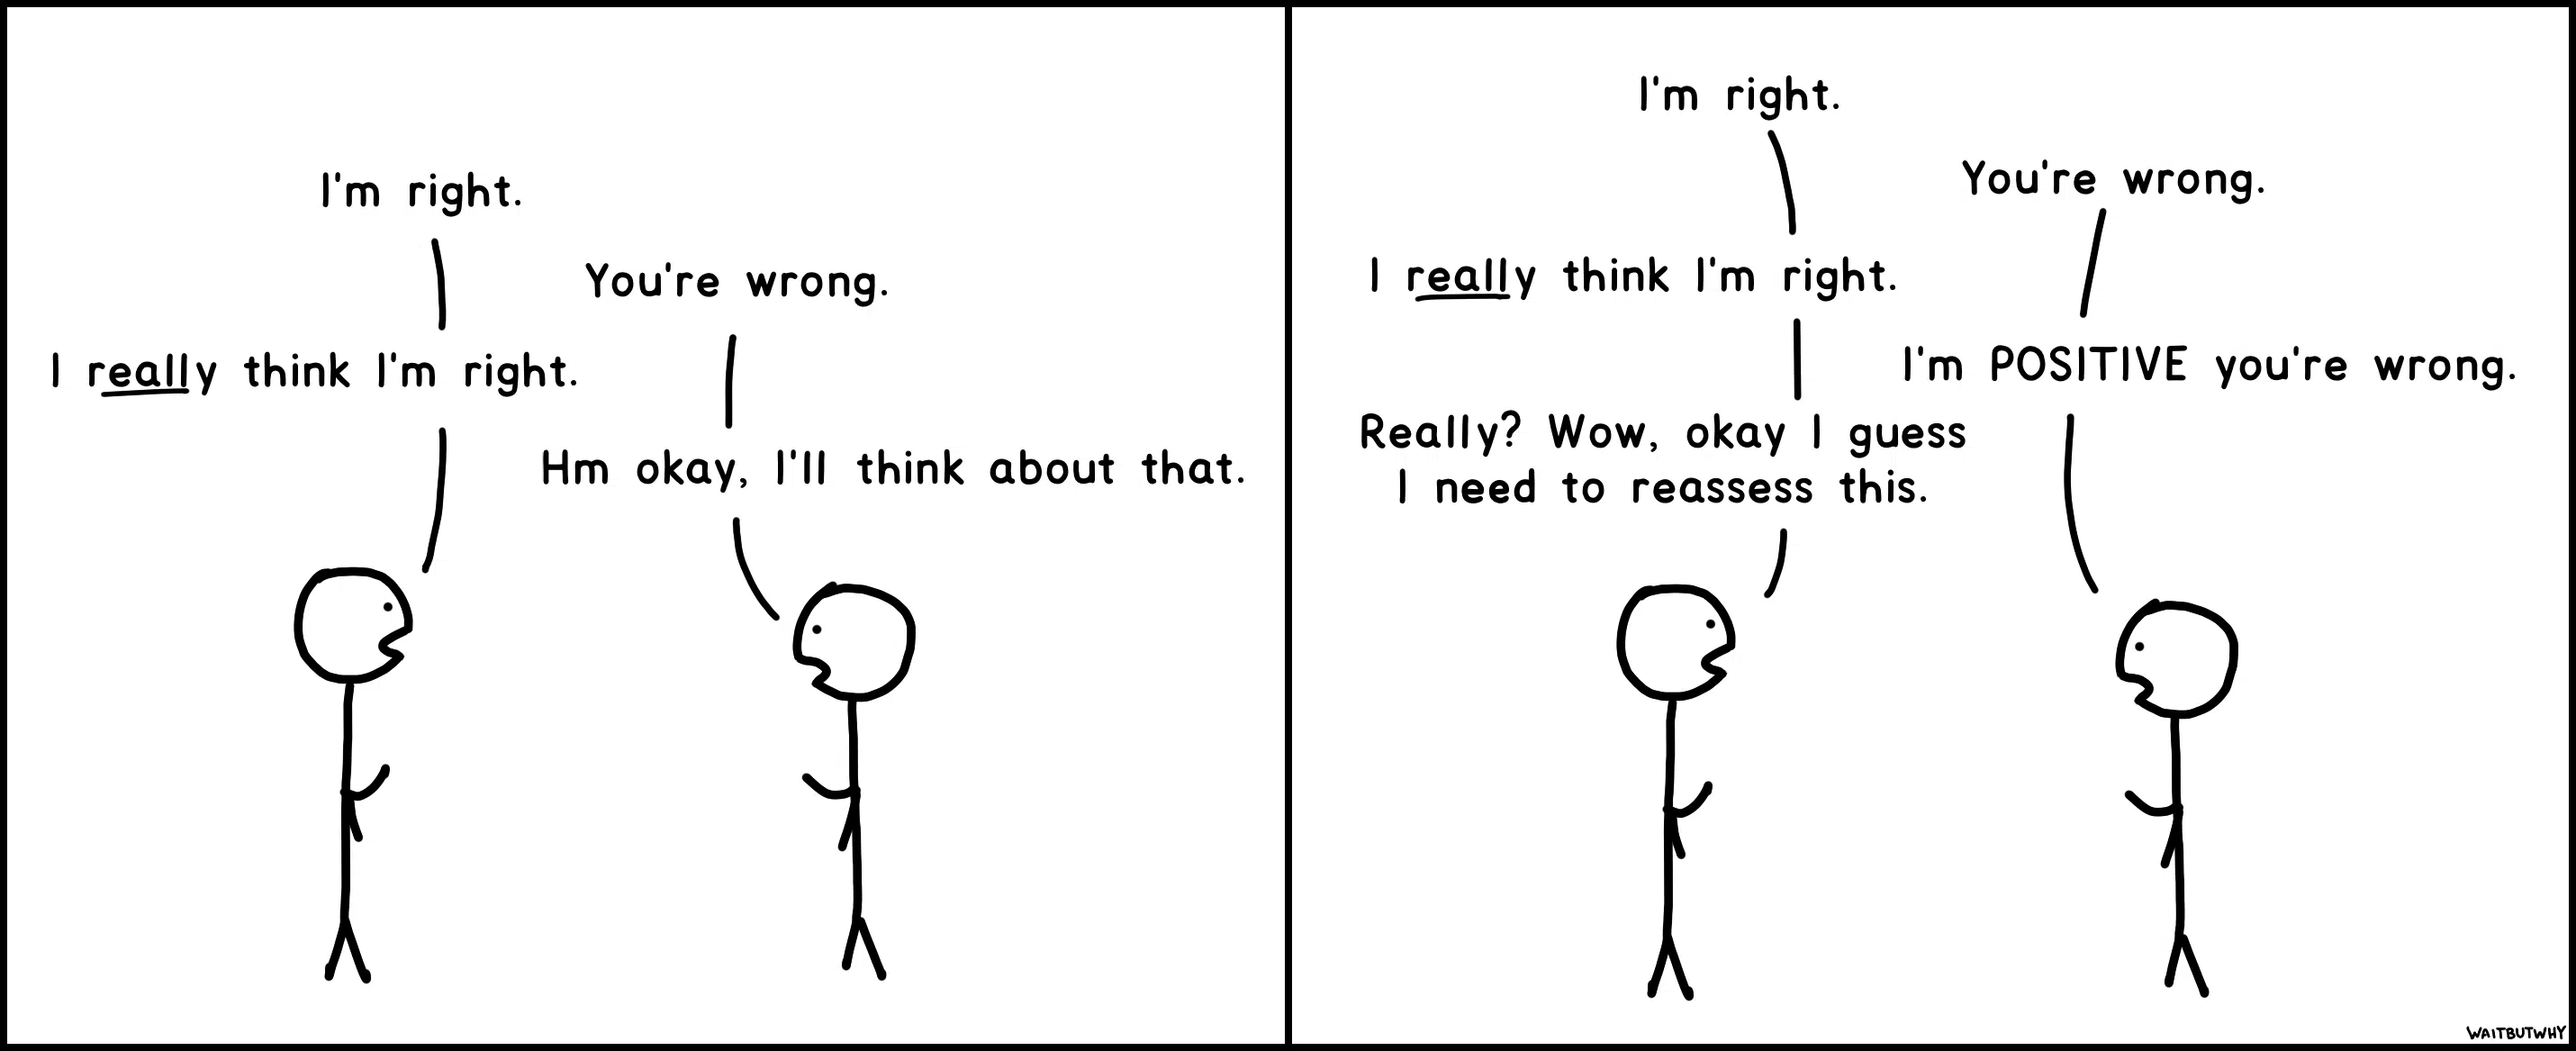 I'm right.
You're wrong.
I really think I'm right.
Hm okay, I'll think about that.
I'm right.
You're wrong.
I really think I'm right.
I'm POSITIVE you're wrong.
Really? Wow, okay I guess
I need to reassess this.
WAITBUTWHY